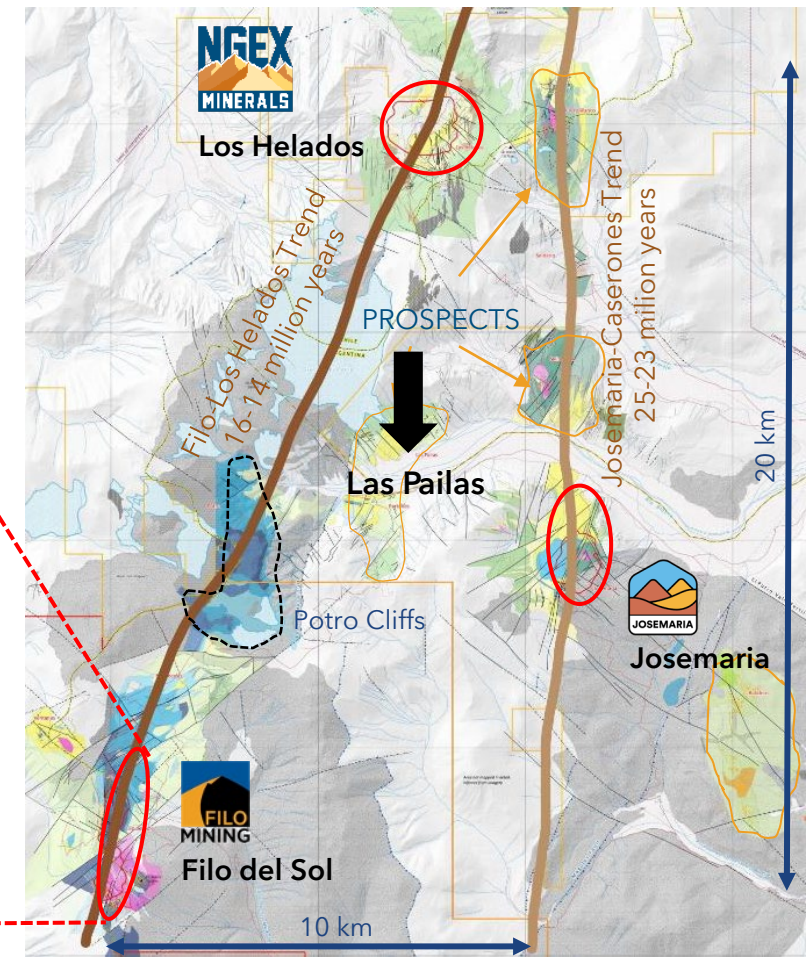 NGEX
MINERALS
Los Helados
Filo-Los Helados Trend
16-14 million years
PROSPECTS
Josemaria-Caserones Trend
25-23 milion years
20 km
CHILE
Las Pailas
Potro Cliffs
JOSEMARIA
Josemaria
FILO
MINING
Filo del Sol
10 km